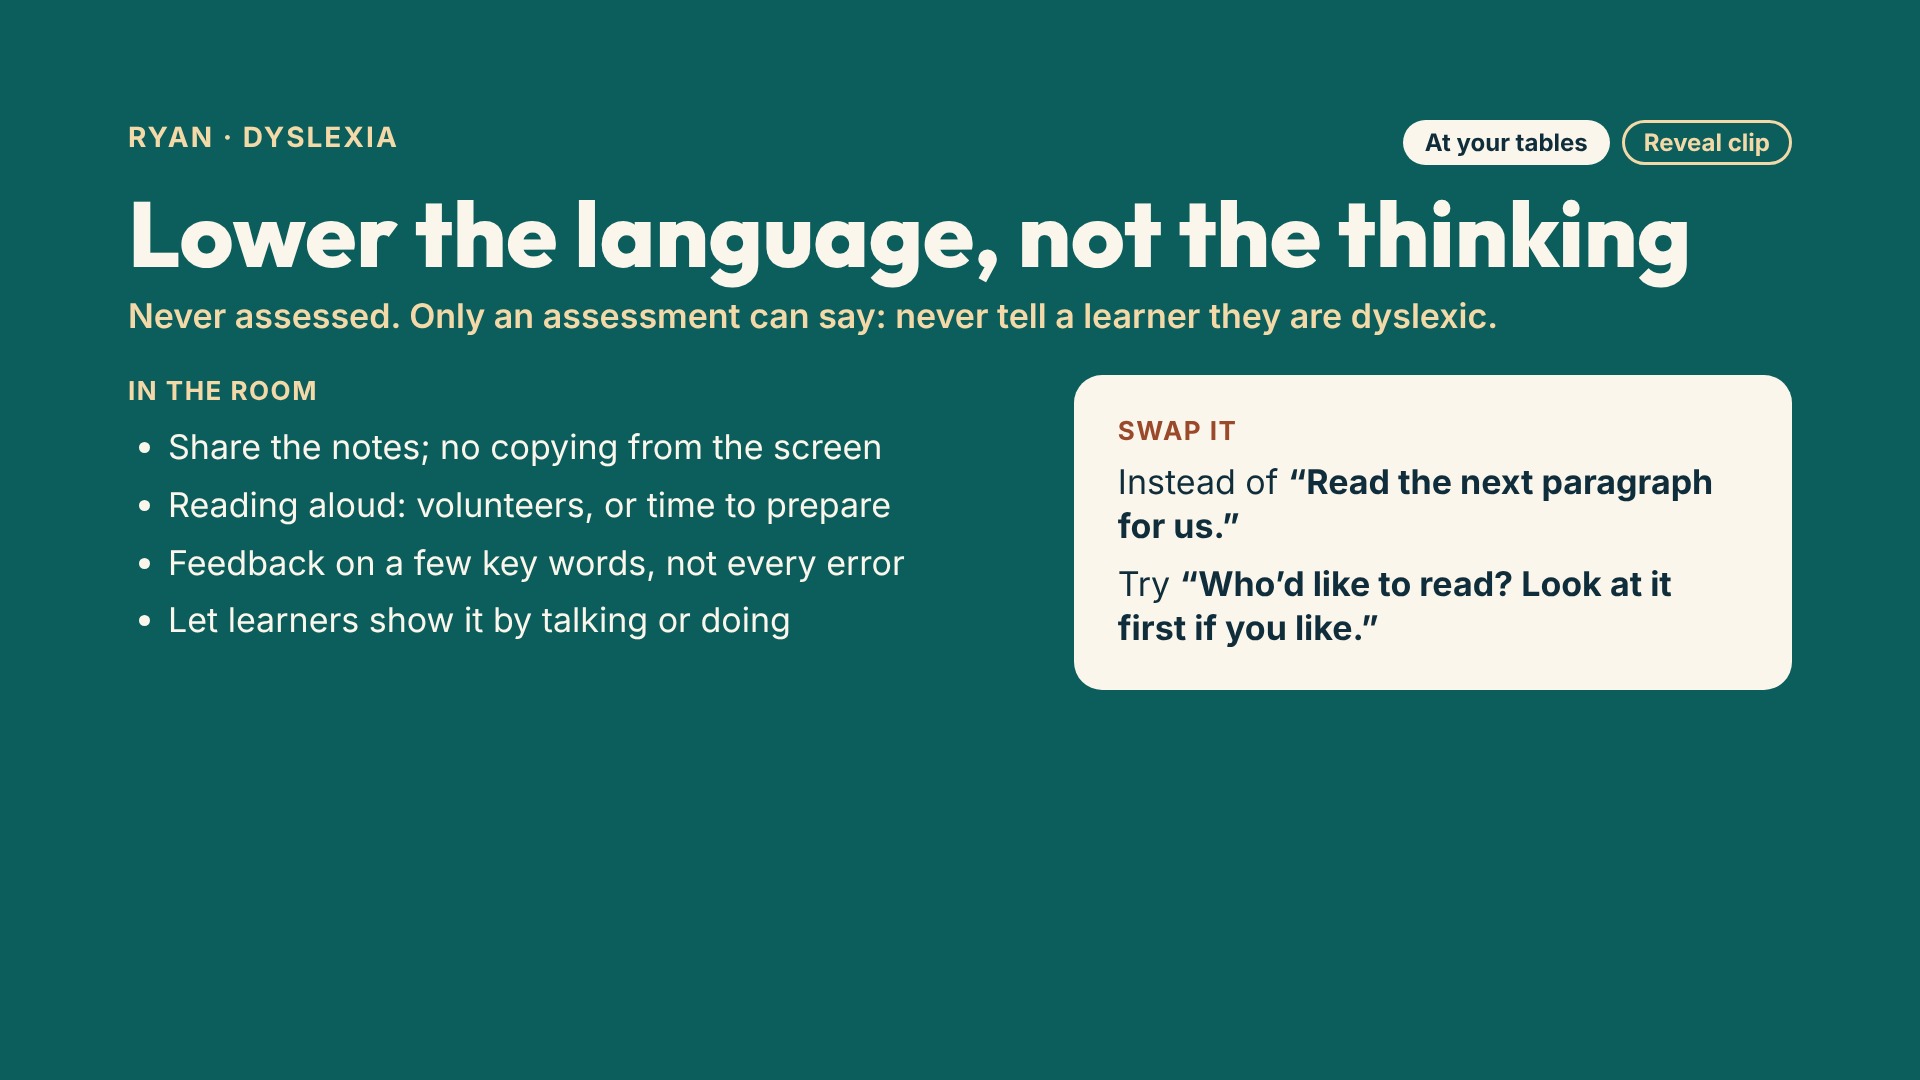 RYAN · DYSLEXIA
At your tables
Reveal clip
Lower the language, not the thinking
Never assessed. Only an assessment can say: never tell a learner they are dyslexic.
IN THE ROOM
• Share the notes; no copying from the screen
• Reading aloud: volunteers, or time to prepare
• Feedback on a few key words, not every error
• Let learners show it by talking or doing
SWAP IT
Instead of “Read the next paragraph
for us.”
Try “Who’d like to read? Look at it
first if you like.”